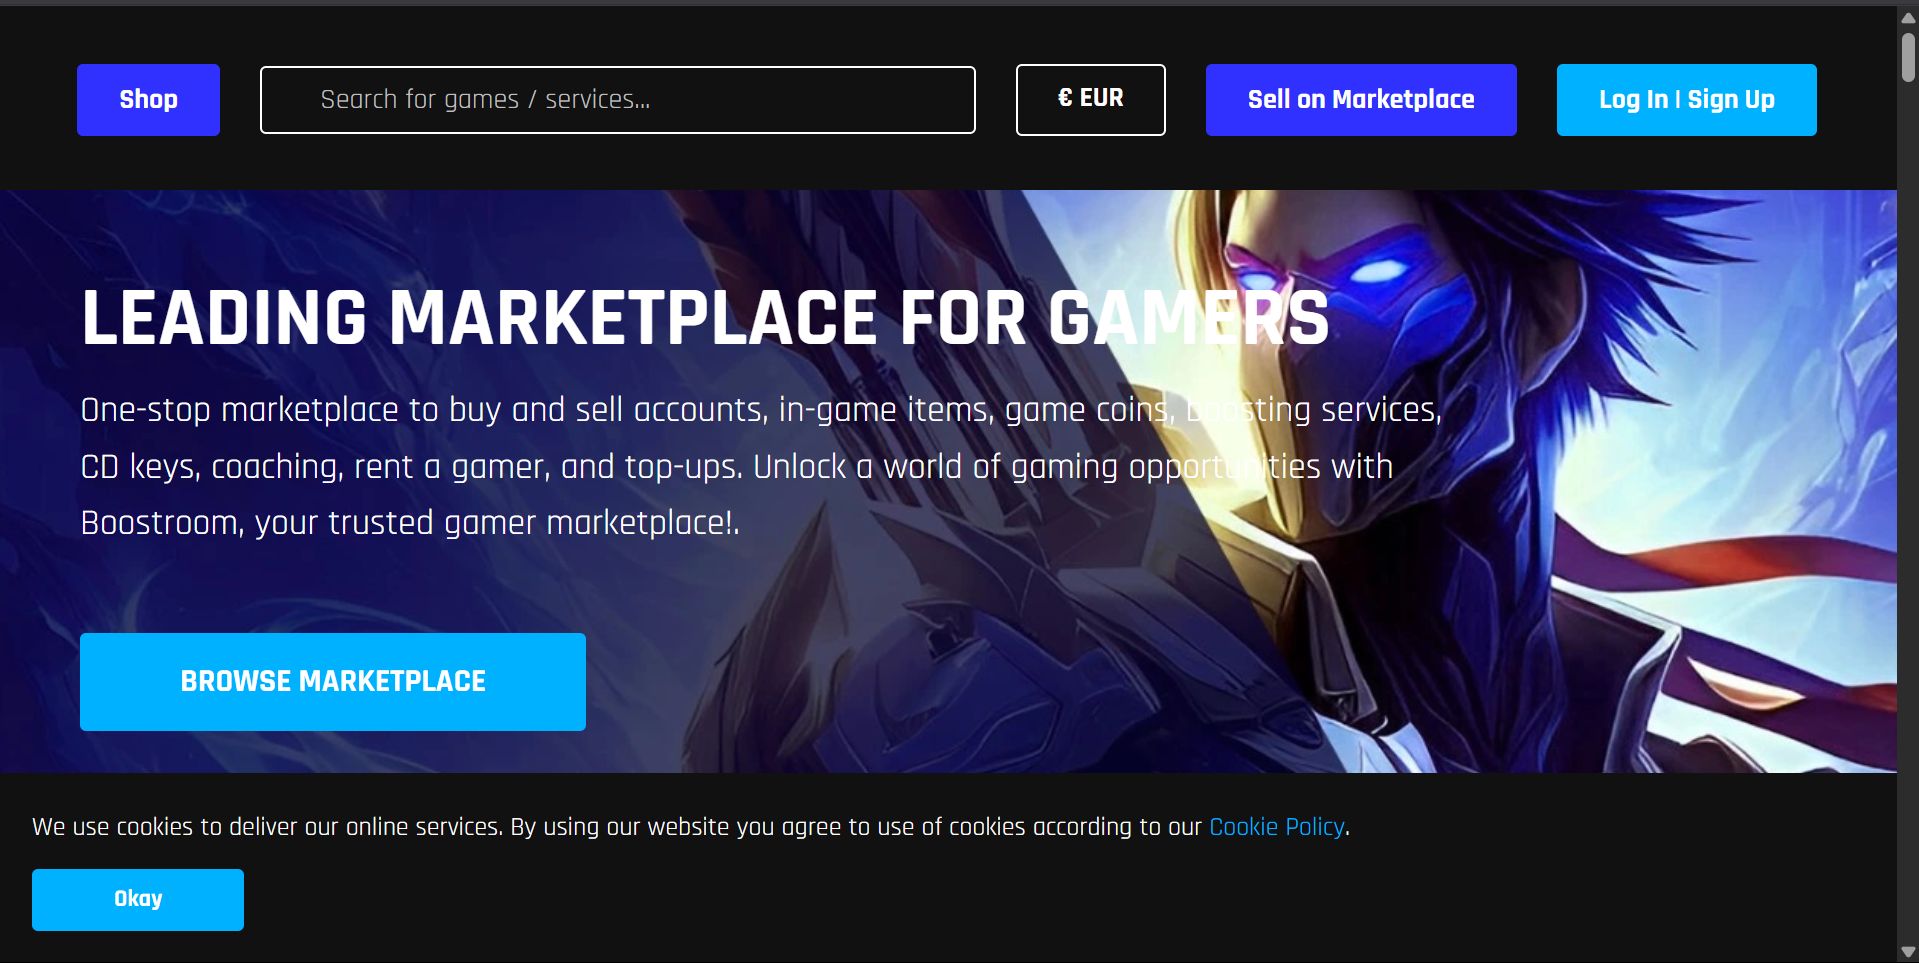 Shop
Search for games / services...
€ EUR
Sell on Marketplace
Log In | Sign Up
LEADING MARKETPLACE FOR GAMERS
One-stop marketplace to buy and sell accounts, in-game items, game coins, boosting services,
CD keys, coaching, rent a gamer, and top-ups. Unlock a world of gaming opportunities with
Boostroom, your trusted gamer marketplace!.
BROWSE MARKETPLACE
We use cookies to deliver our online services. By using our website you agree to use of cookies according to our Cookie Policy.
Okay